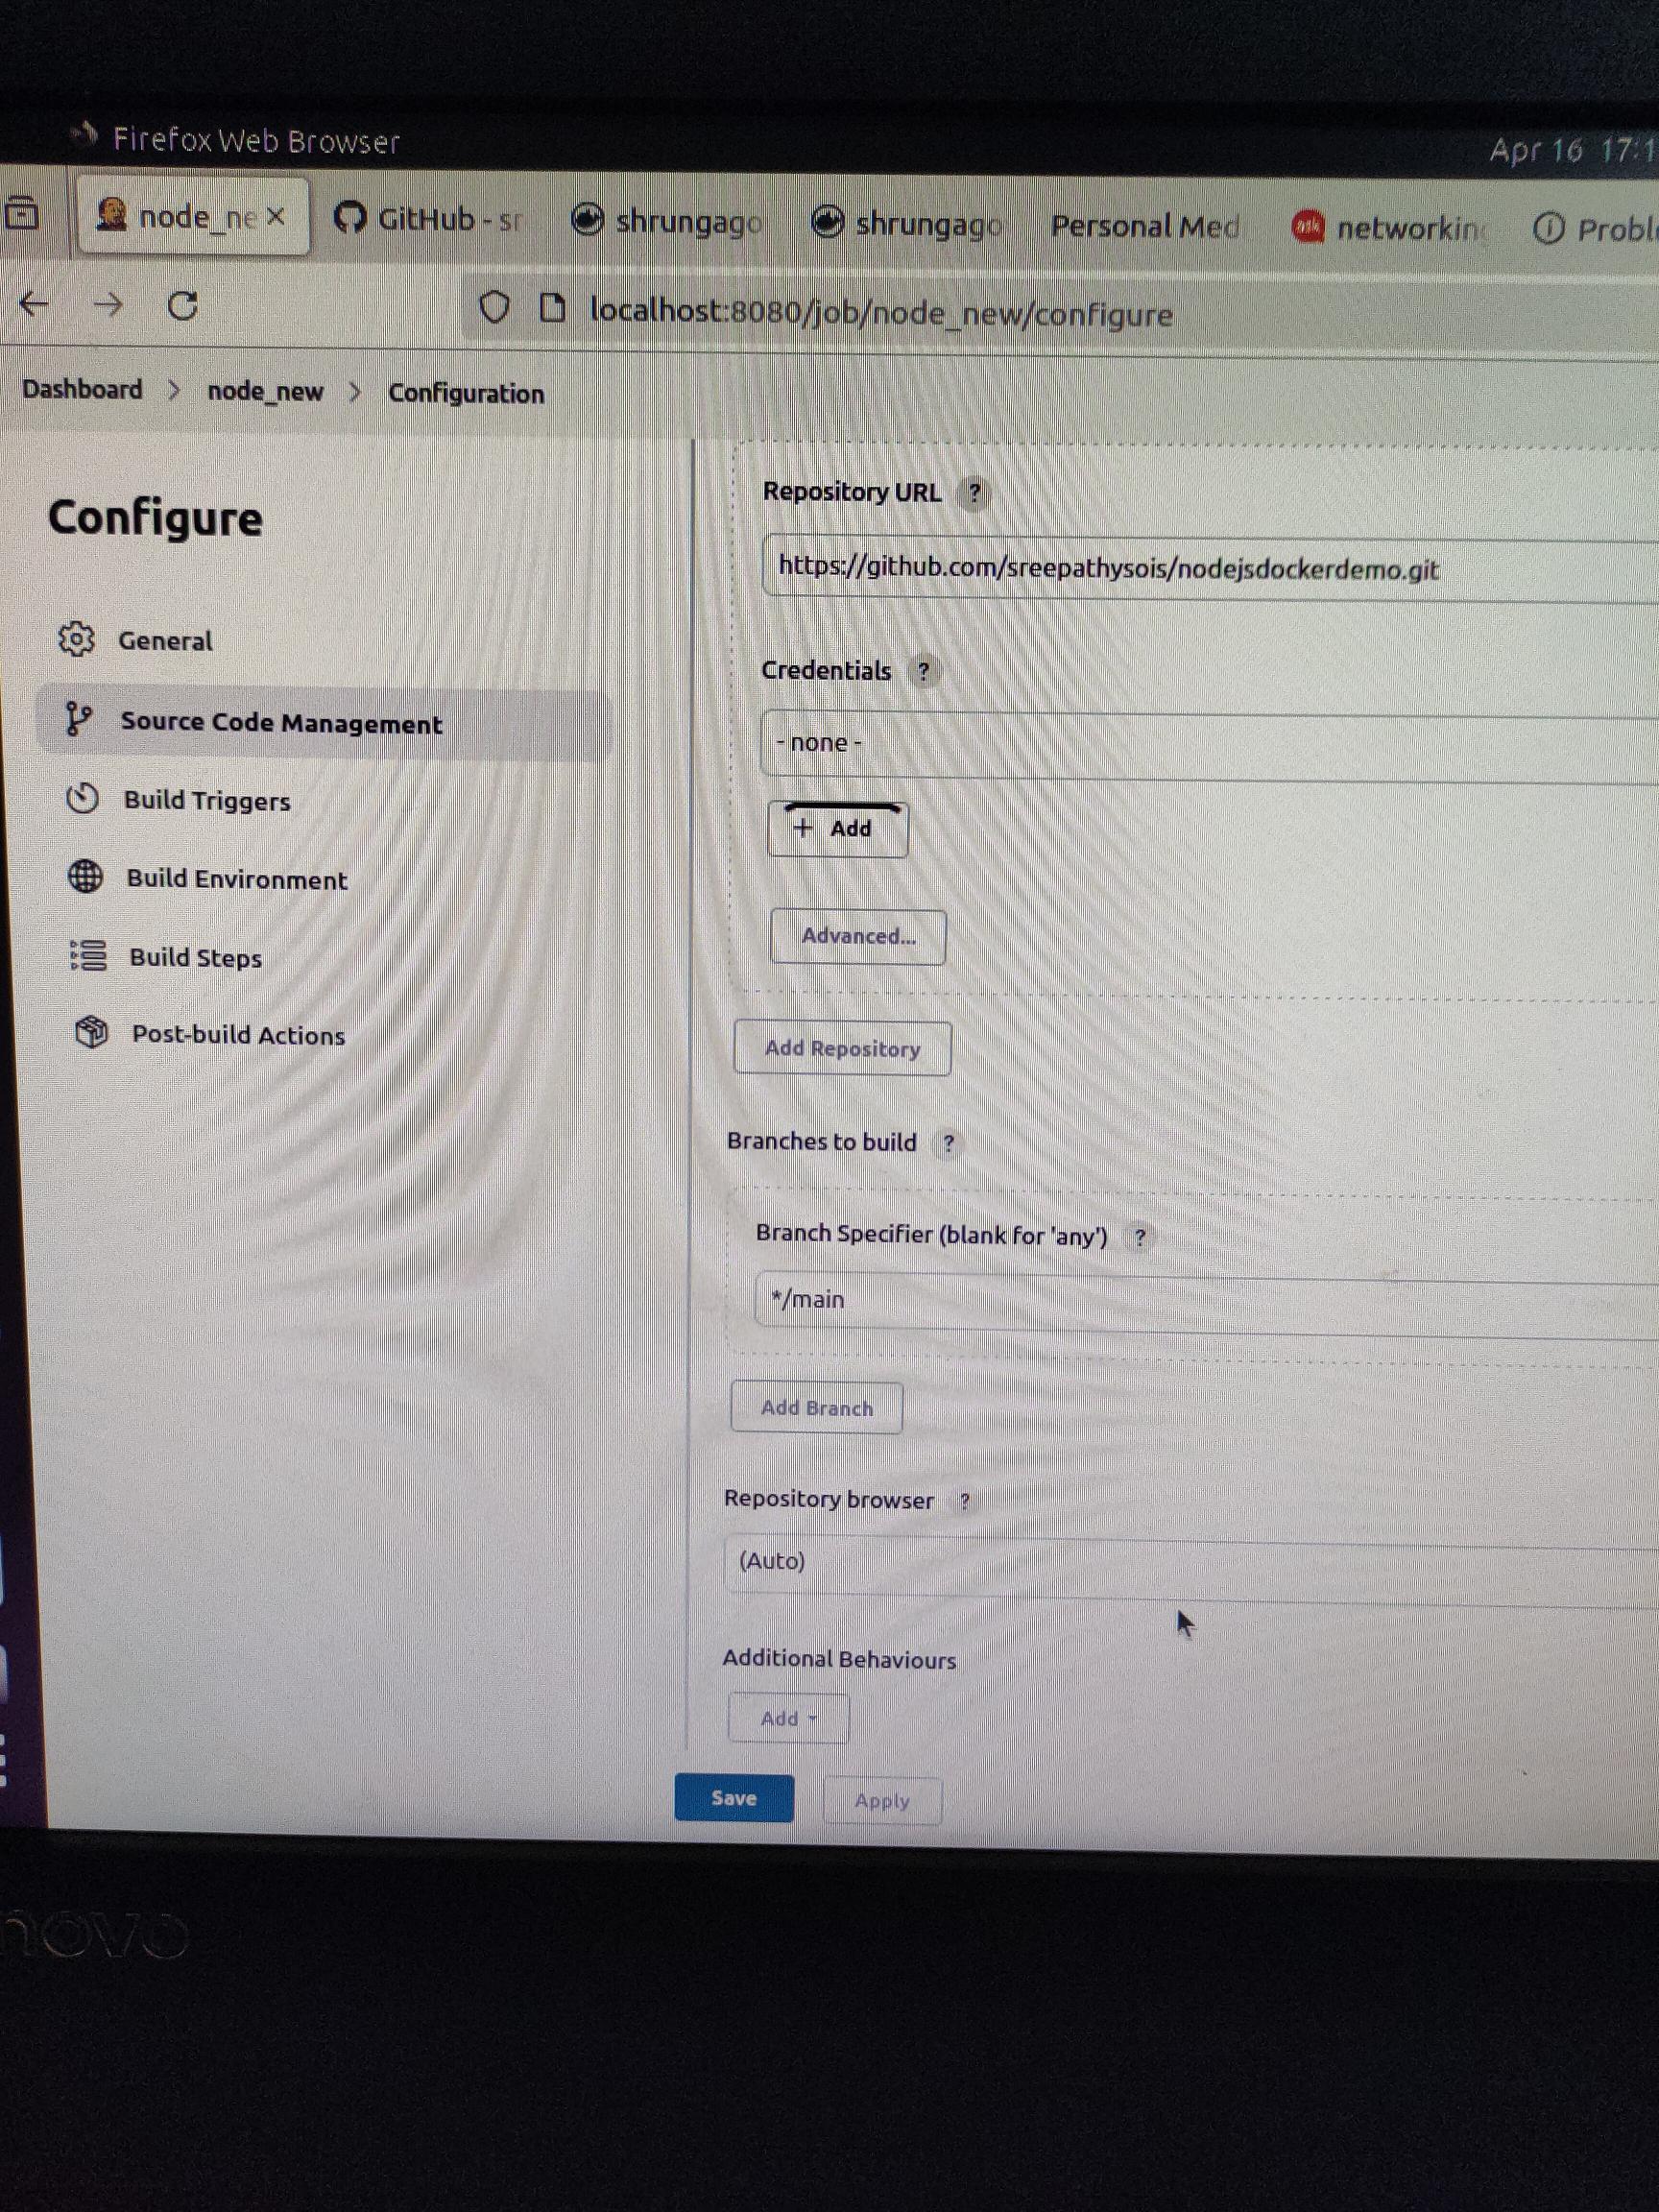 Firefox Web Browser
Apr 16 17:1
node_ne
GitHub - sr
shrungago
shrungago
Personal Med
networking
Proble
localhost:8080/job/node_new/configure
Dashboard > node_new > Configuration
Configure
General
Source Code Management
Build Triggers
Build Environment
Build Steps
Post-build Actions
Repository URL ?
https://github.com/sreepathysois/nodejsdockerdemo.git
Credentials ?
- none -
+ Add
Advanced...
Add Repository
Branches to build ?
Branch Specifier (blank for 'any') ?
*/main
Add Branch
Repository browser ?
(Auto)
Additional Behaviours
Add
Save
Apply
novo